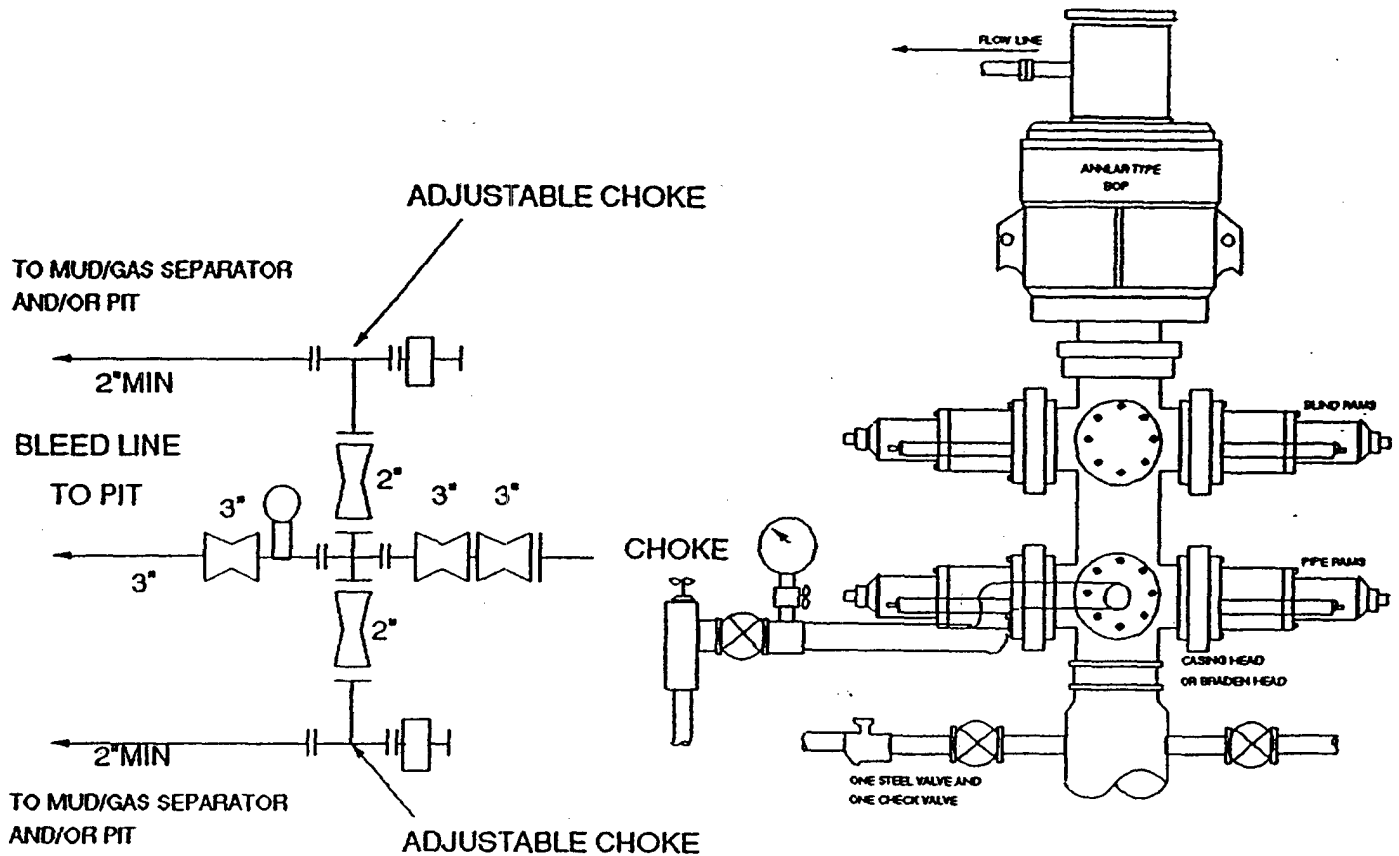 ADJUSTABLE CHOKE
TO MUD/GAS SEPARATOR
AND/OR PIT
2"MIN
BLEED LINE
TO PIT
2"
3"
3"
3"
3"
2"
2"MIN
TO MUD/GAS SEPARATOR
AND/OR PIT
ADJUSTABLE CHOKE
FLOW LINE
ANNLAR TYPE
BOP
BLIND RAMS
CHOKE
PIPE RAMS
CASING HEAD
OR BRADEN HEAD
ONE STEEL VALVE AND
ONE CHECK VALVE